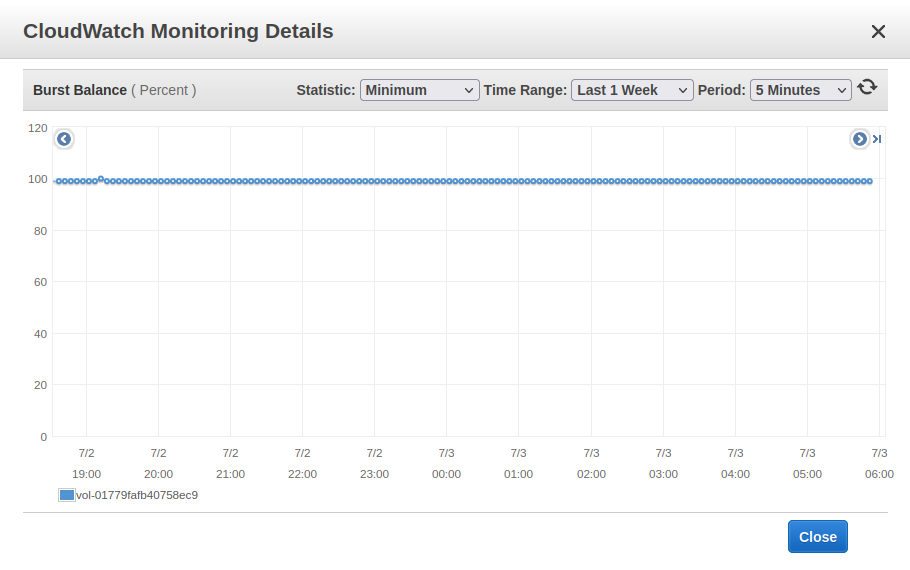 CloudWatch Monitoring Details
Burst Balance ( Percent ) Statistic: Minimum Time Range: Last 1 Week Period: 5 Minutes
120
100
80
60
40
20
0
7/2 7/2 7/2 7/2 7/2 7/3 7/3 7/3 7/3 7/3 7/3 7/3
19:00 20:00 21:00 22:00 23:00 00:00 01:00 02:00 03:00 04:00 05:00 06:00
vol-01779fafb40758ec9
Close